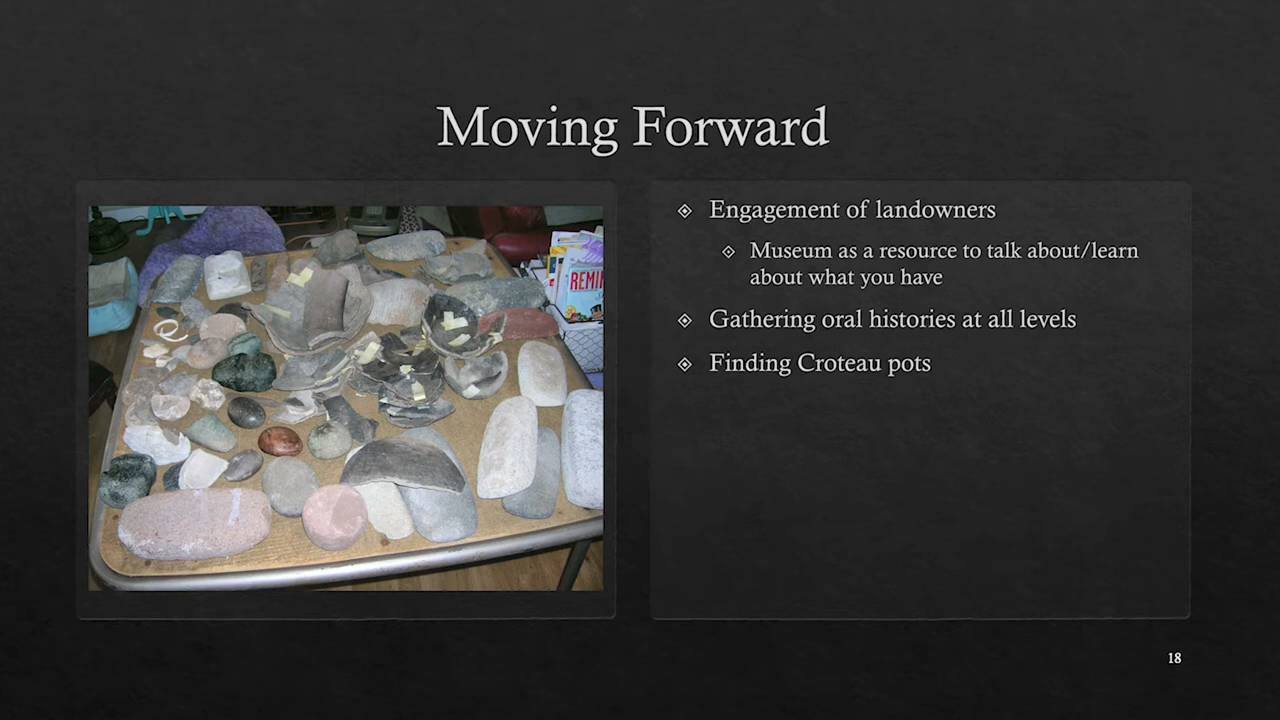 Moving Forward
Engagement of landowners
Museum as a resource to talk about/learn
about what you have
Gathering oral histories at all levels
Finding Croteau pots
REMI
18